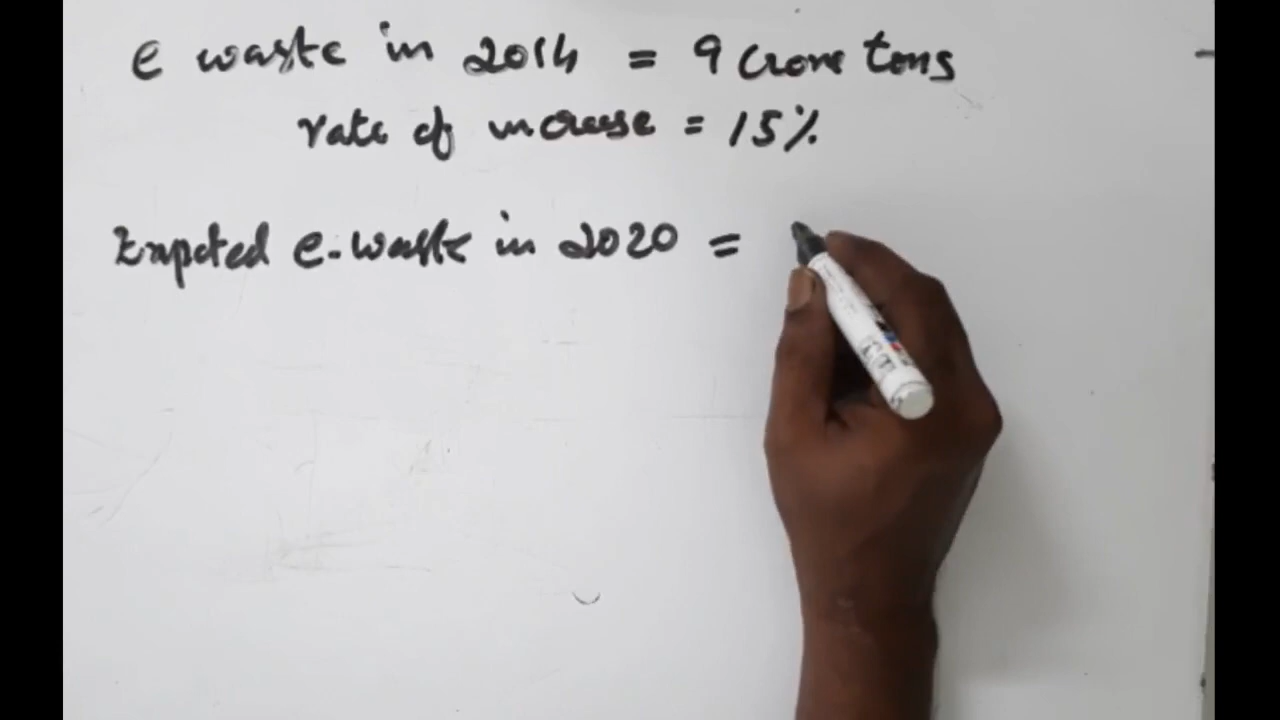 e waste in 2014 = 9 Crore tons
rate of increase = 15%
Expected e-waste in 2020 =